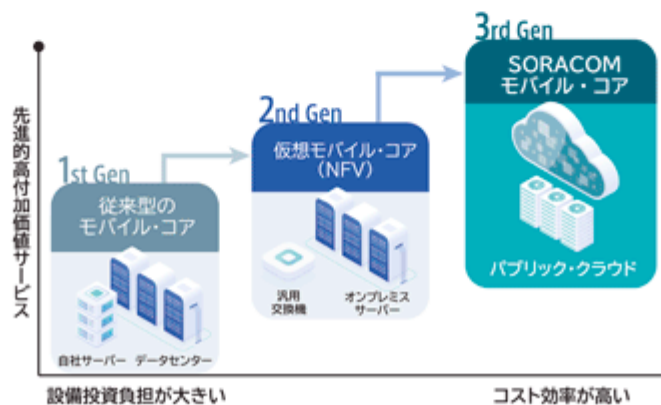 3rd Gen
SORACOM
モバイル・コア
パブリック・クラウド
2nd Gen
仮想モバイル・コア
(NFV)
汎用
交換機
オンプレミス
サーバー
1st Gen
従来型の
モバイル・コア
自社サーバー
データセンター
先進的高付加価値サービス
設備投資負担が大きい
コスト効率が高い